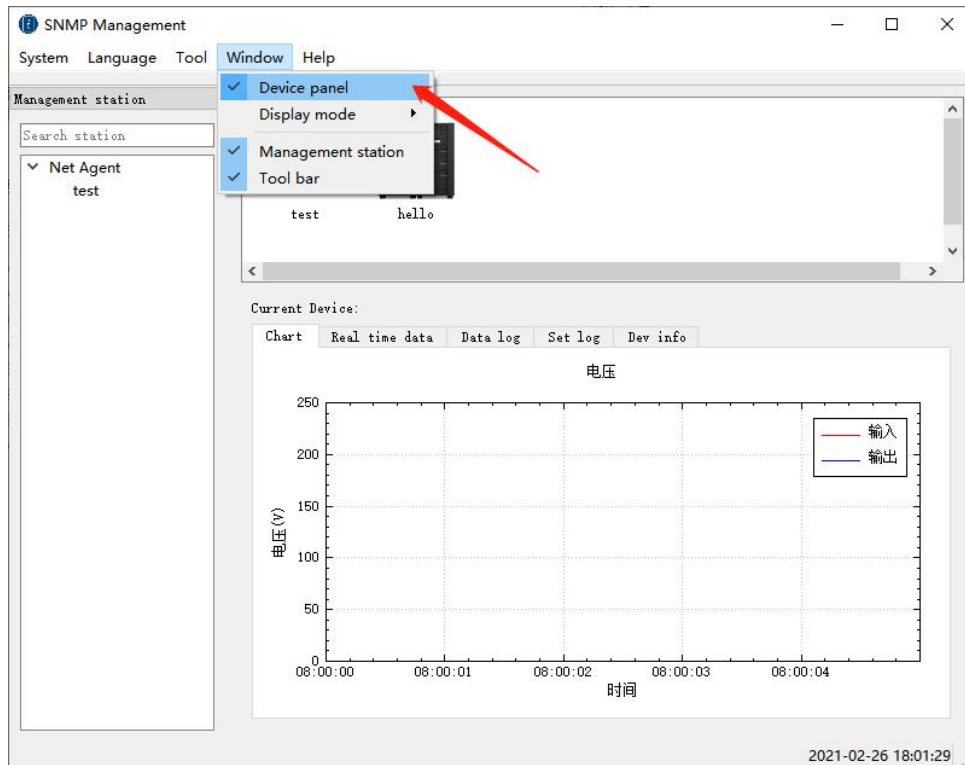 SNMP Management
System Language Tool Window Help
Management station
Search station
Net Agent
test
Device panel
Display mode
Management station
Tool bar
test hello
Current Device:
Chart Real time data Data log Set log Dev info
电压
输入
输出
电压(V)
250
200
150
100
50
0
08:00:00 08:00:01 08:00:02 08:00:03 08:00:04
时间
2021-02-26 18:01:29